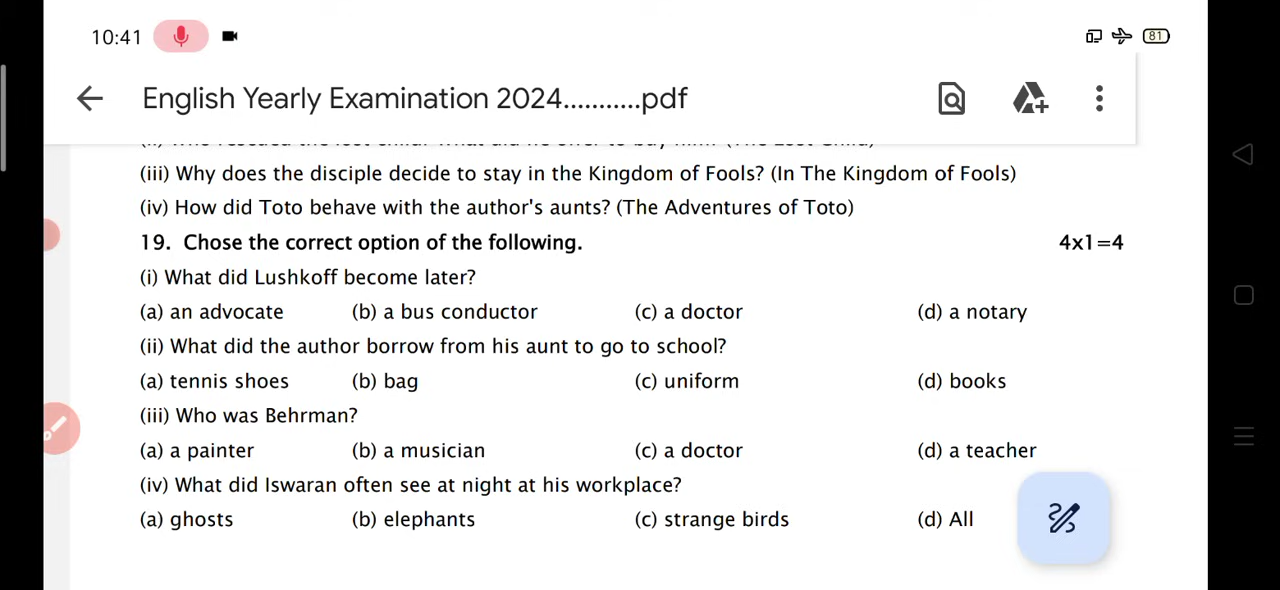 10:41
81
English Yearly Examination 2024...........pdf
(iii) Why does the disciple decide to stay in the Kingdom of Fools? (In The Kingdom of Fools)
(iv) How did Toto behave with the author's aunts? (The Adventures of Toto)
19. Chose the correct option of the following. 4x1=4
(i) What did Lushkoff become later?
(a) an advocate (b) a bus conductor (c) a doctor (d) a notary
(ii) What did the author borrow from his aunt to go to school?
(a) tennis shoes (b) bag (c) uniform (d) books
(iii) Who was Behrman?
(a) a painter (b) a musician (c) a doctor (d) a teacher
(iv) What did Iswaran often see at night at his workplace?
(a) ghosts (b) elephants (c) strange birds (d) All